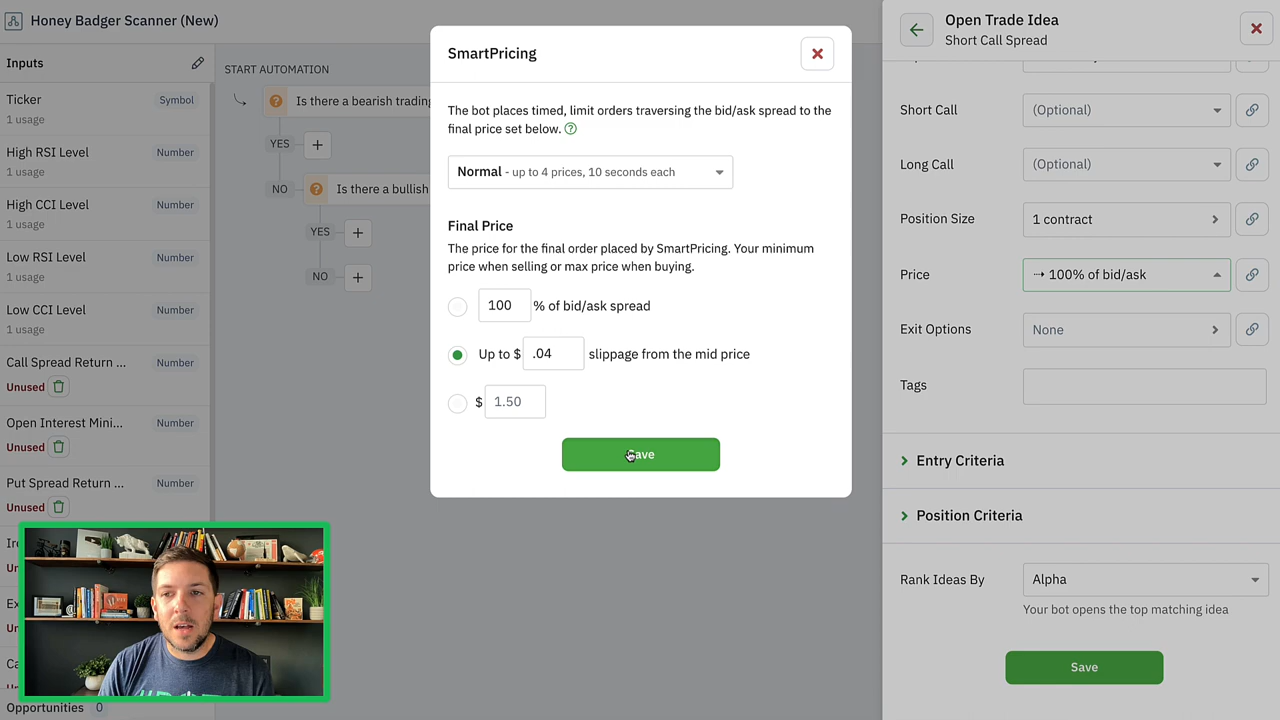 Honey Badger Scanner (New)
Inputs
Ticker
Symbol
1 usage
High RSI Level
Number
1 usage
High CCI Level
Number
1 usage
Low RSI Level
Number
1 usage
Low CCI Level
Number
1 usage
Call Spread Return ...
Number
Unused
Open Interest Mini...
Number
Unused
Put Spread Return ...
Number
Unused
Opportunities 0
START AUTOMATION
Is there a bearish trading
YES
NO
Is there a bullish
YES
NO
SmartPricing
The bot places timed, limit orders traversing the bid/ask spread to the
final price set below.
Normal - up to 4 prices, 10 seconds each
Final Price
The price for the final order placed by SmartPricing. Your minimum
price when selling or max price when buying.
100 % of bid/ask spread
Up to $ .04 slippage from the mid price
$ 1.50
Save
Open Trade Idea
Short Call Spread
Short Call
(Optional)
Long Call
(Optional)
Position Size
1 contract
Price
⇢ 100% of bid/ask
Exit Options
None
Tags
Entry Criteria
Position Criteria
Rank Ideas By
Alpha
Your bot opens the top matching idea
Save